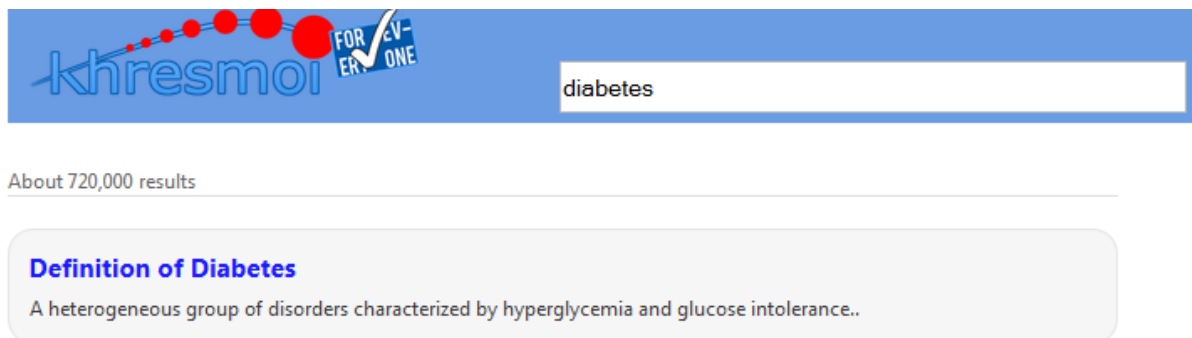 khresmoi
FOR EV-
ERY ONE
diabetes
About 720,000 results
Definition of Diabetes
A heterogeneous group of disorders characterized by hyperglycemia and glucose intolerance..